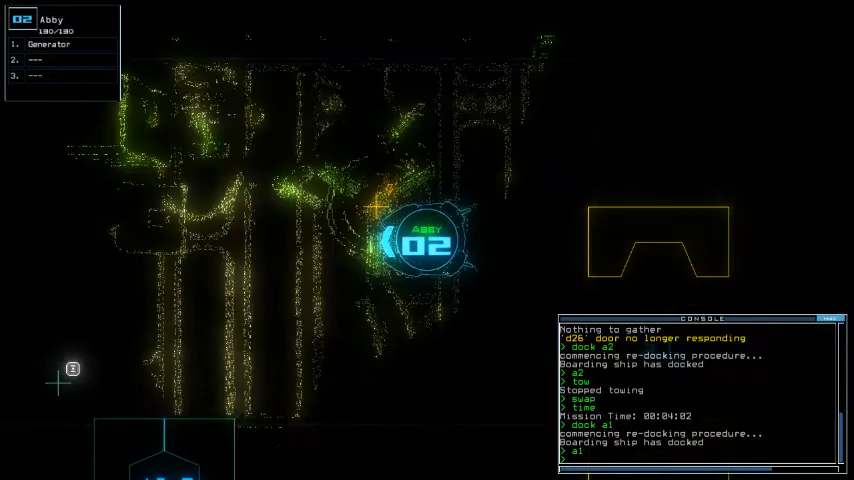 02 Abby
130/130
1. Generator
2. ---
3. ---
ABBY
02
CONSOLE
Nothing to gather
'd26' door no longer responding
> dock a2
commencing re-docking procedure...
Boarding ship has docked
> a2
> tow
Stopped towing
> swap
> time
Mission Time: 00:04:02
> dock a1
commencing re-docking procedure...
Boarding ship has docked
> a1
>